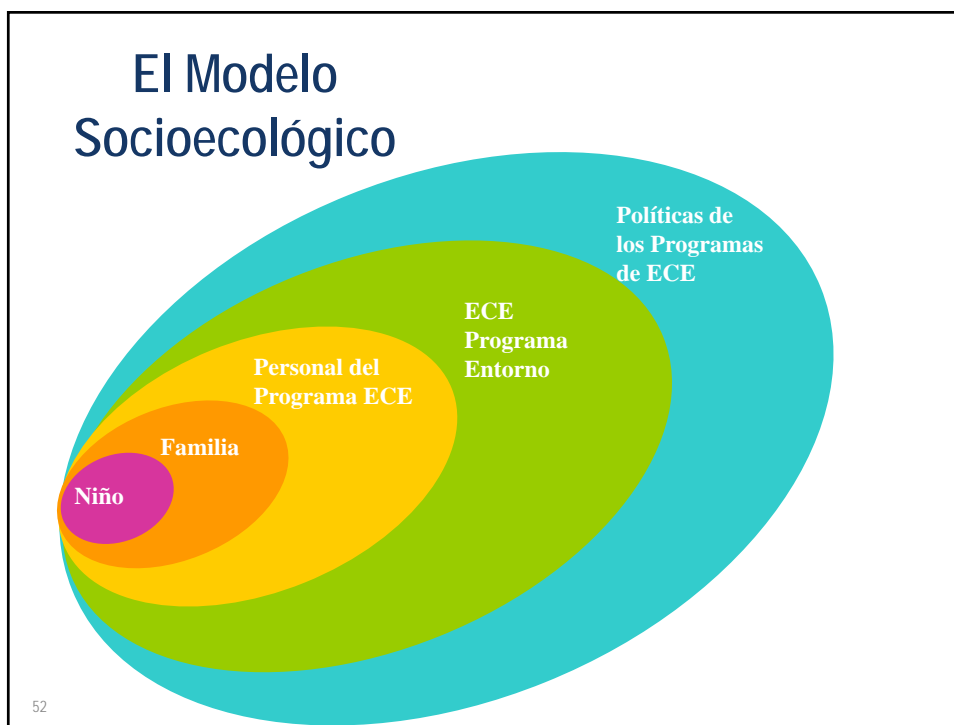 El Modelo
Socioecológico
Políticas de
los Programas
de ECE
ECE
Programa
Entorno
Personal del
Programa ECE
Familia
Niño
52